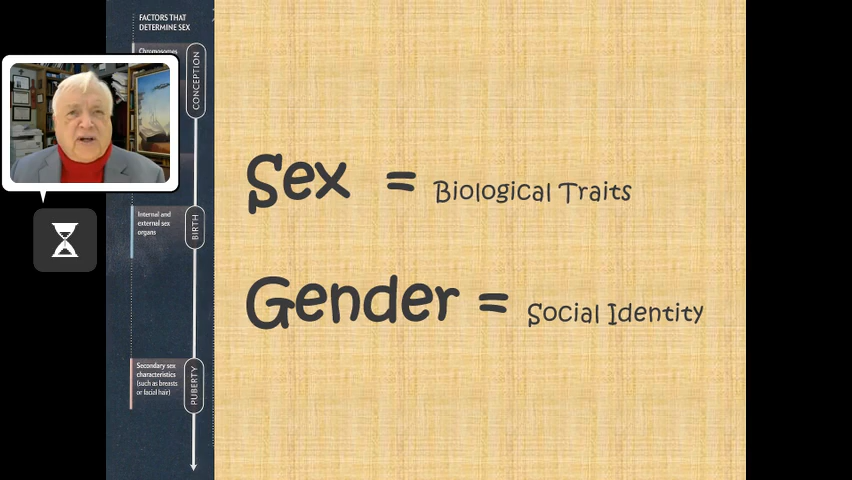 FACTORS THAT
DETERMINE SEX
Chromosomes
CONCEPTION
Sex = Biological Traits
Internal and
external sex
organs
BIRTH
Gender = Social Identity
Secondary sex
characteristics
(such as breasts
or facial hair)
PUBERTY